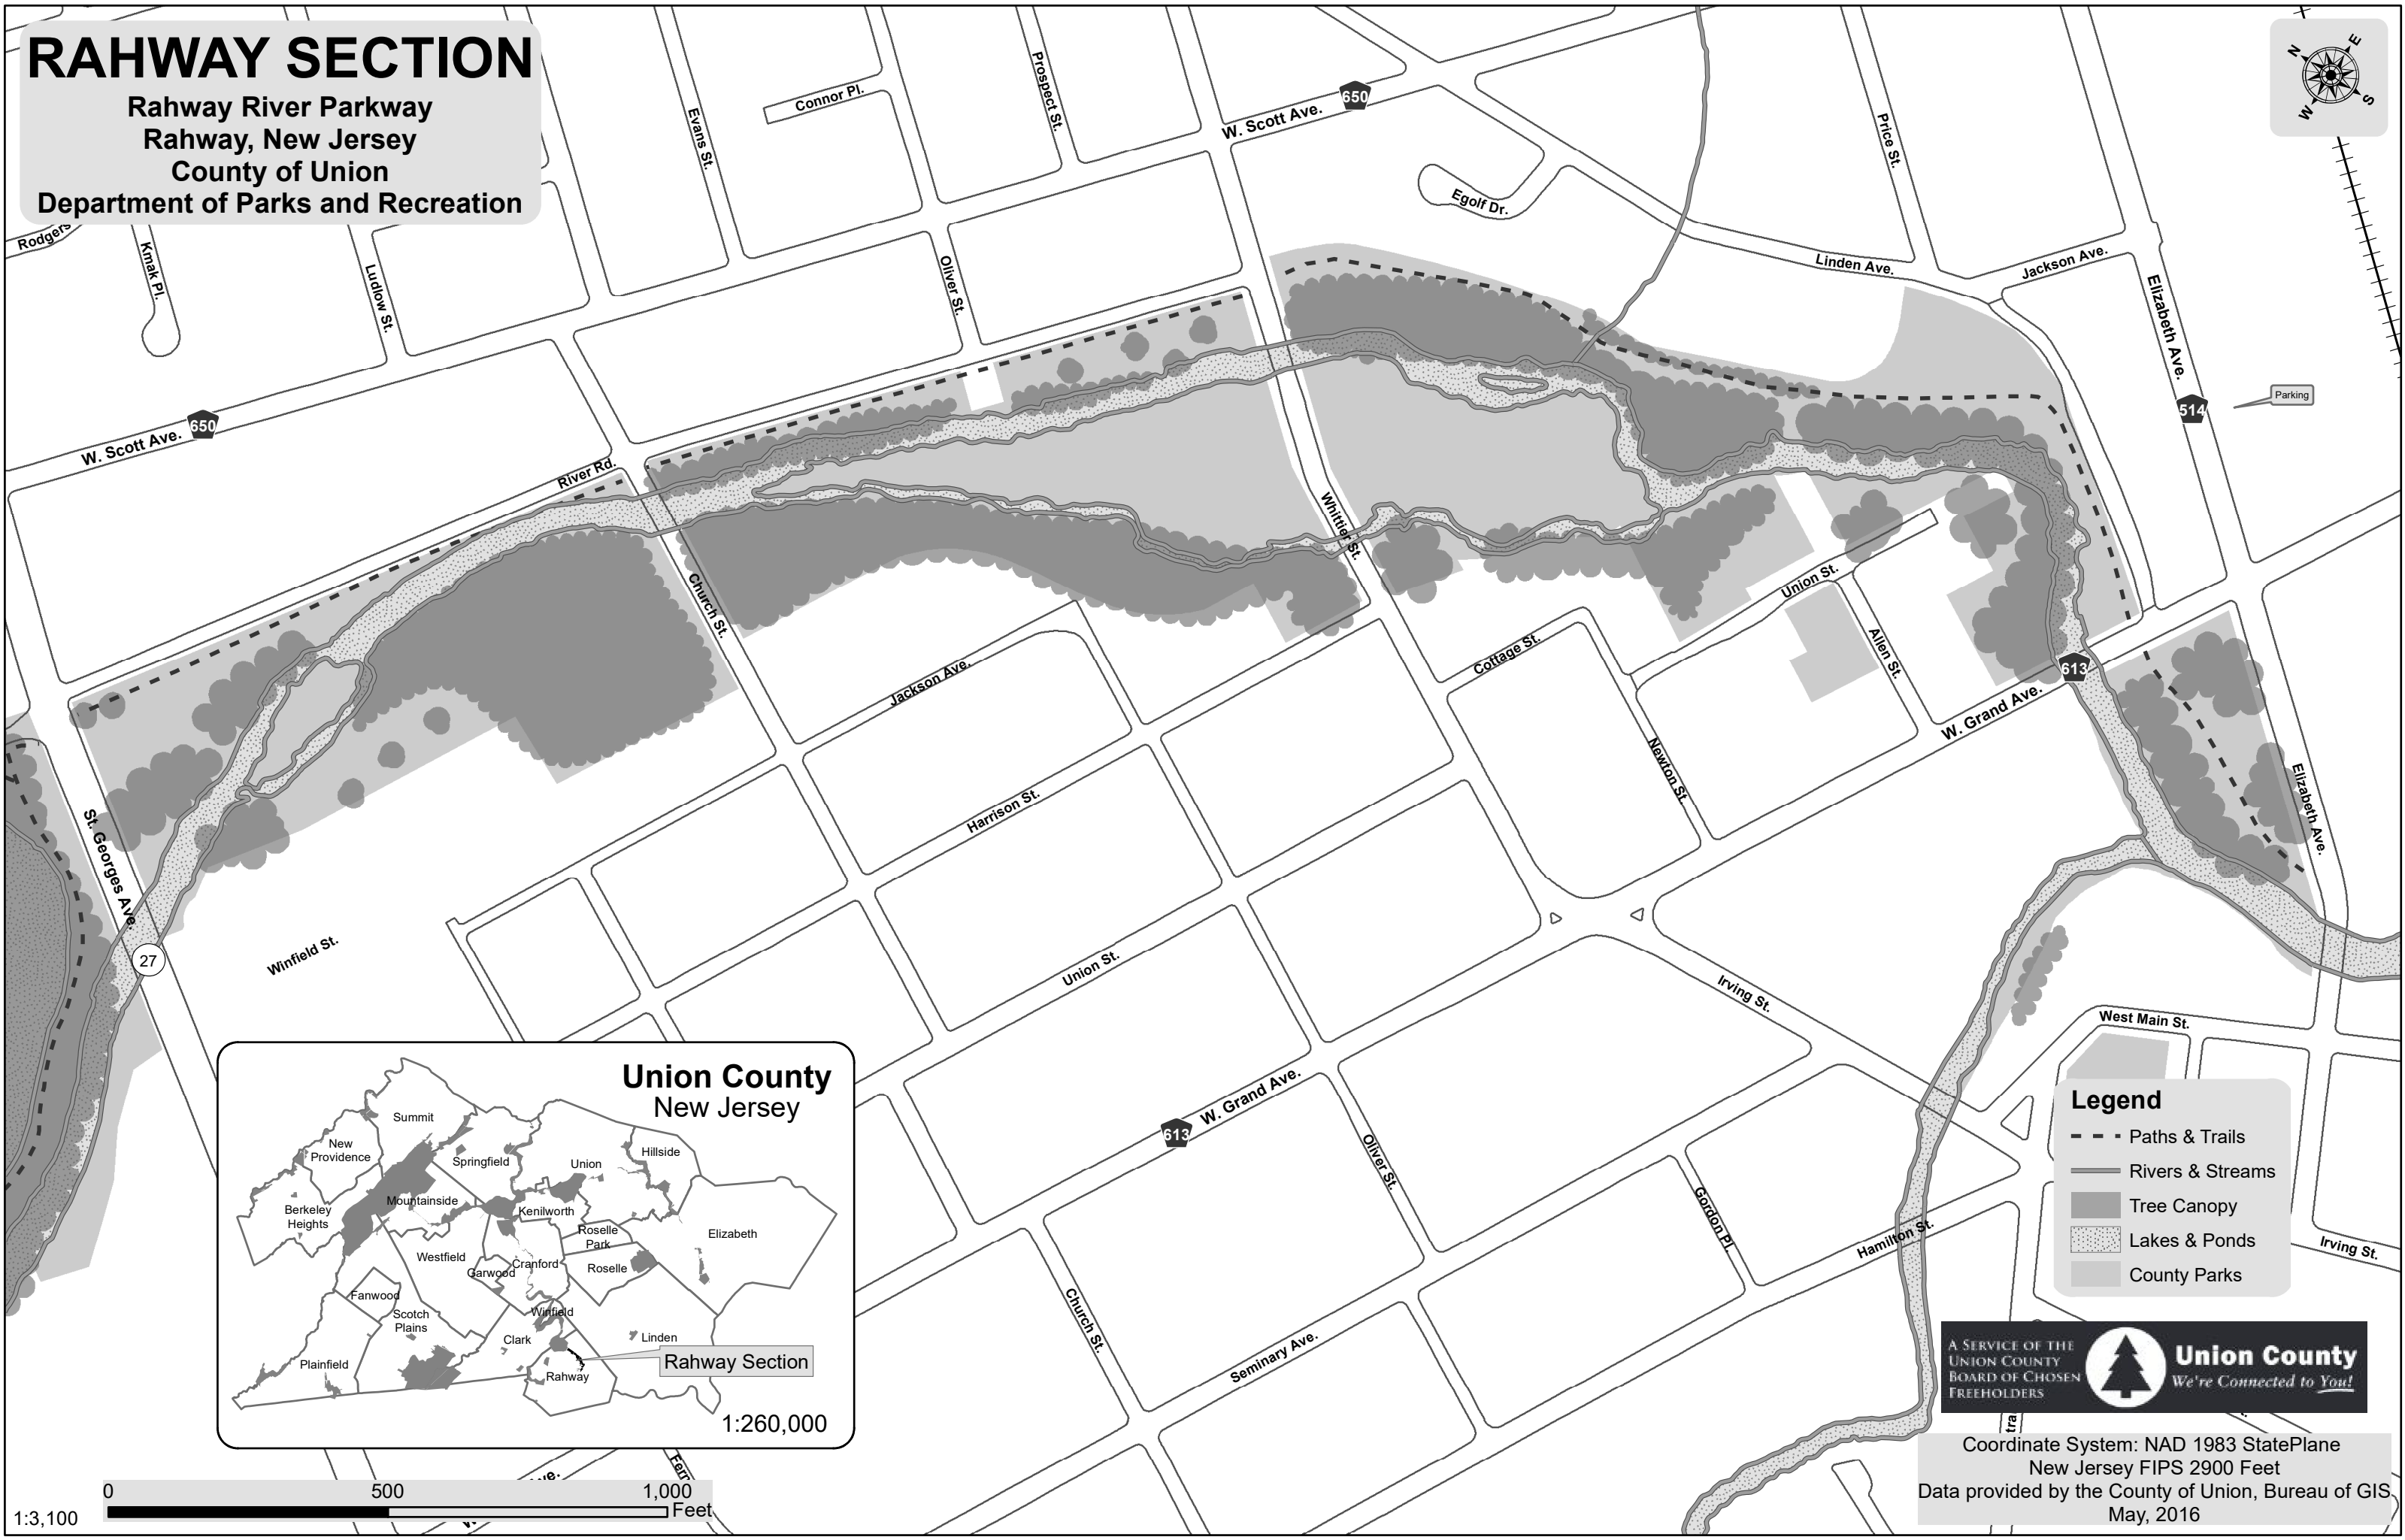 RAHWAY SECTION
Rahway River Parkway
Rahway, New Jersey
County of Union
Department of Parks and Recreation
N
E
S
W
Connor Pl.
Evans St.
Prospect St.
W. Scott Ave.
650
Egolf Dr.
Price St.
Linden Ave.
Jackson Ave.
Elizabeth Ave.
514
Parking
Rodgers
Kmak Pl.
Ludlow St.
Oliver St.
W. Scott Ave.
650
River Rd.
Whittier St.
Church St.
Jackson Ave.
Cottage St.
Union St.
Allen St.
613
W. Grand Ave.
Newton St.
Elizabeth Ave.
Harrison St.
St. Georges Ave.
27
Winfield St.
Union St.
Irving St.
West Main St.
W. Grand Ave.
613
Oliver St.
Gordon Pl.
Hamilton St.
Irving St.
Church St.
Seminary Ave.
Union County
New Jersey
Summit
New
Providence
Springfield
Union
Hillside
Berkeley
Heights
Mountainside
Kenilworth
Roselle
Park
Elizabeth
Westfield
Garwood
Cranford
Roselle
Fanwood
Scotch
Plains
Winfield
Clark
Linden
Plainfield
Rahway
Rahway Section
1:260,000
Legend
Paths & Trails
Rivers & Streams
Tree Canopy
Lakes & Ponds
County Parks
A SERVICE OF THE
UNION COUNTY
BOARD OF CHOSEN
FREEHOLDERS
Union County
We're Connected to You!
Coordinate System: NAD 1983 StatePlane
New Jersey FIPS 2900 Feet
Data provided by the County of Union, Bureau of GIS
May, 2016
0
500
1,000
Feet
1:3,100